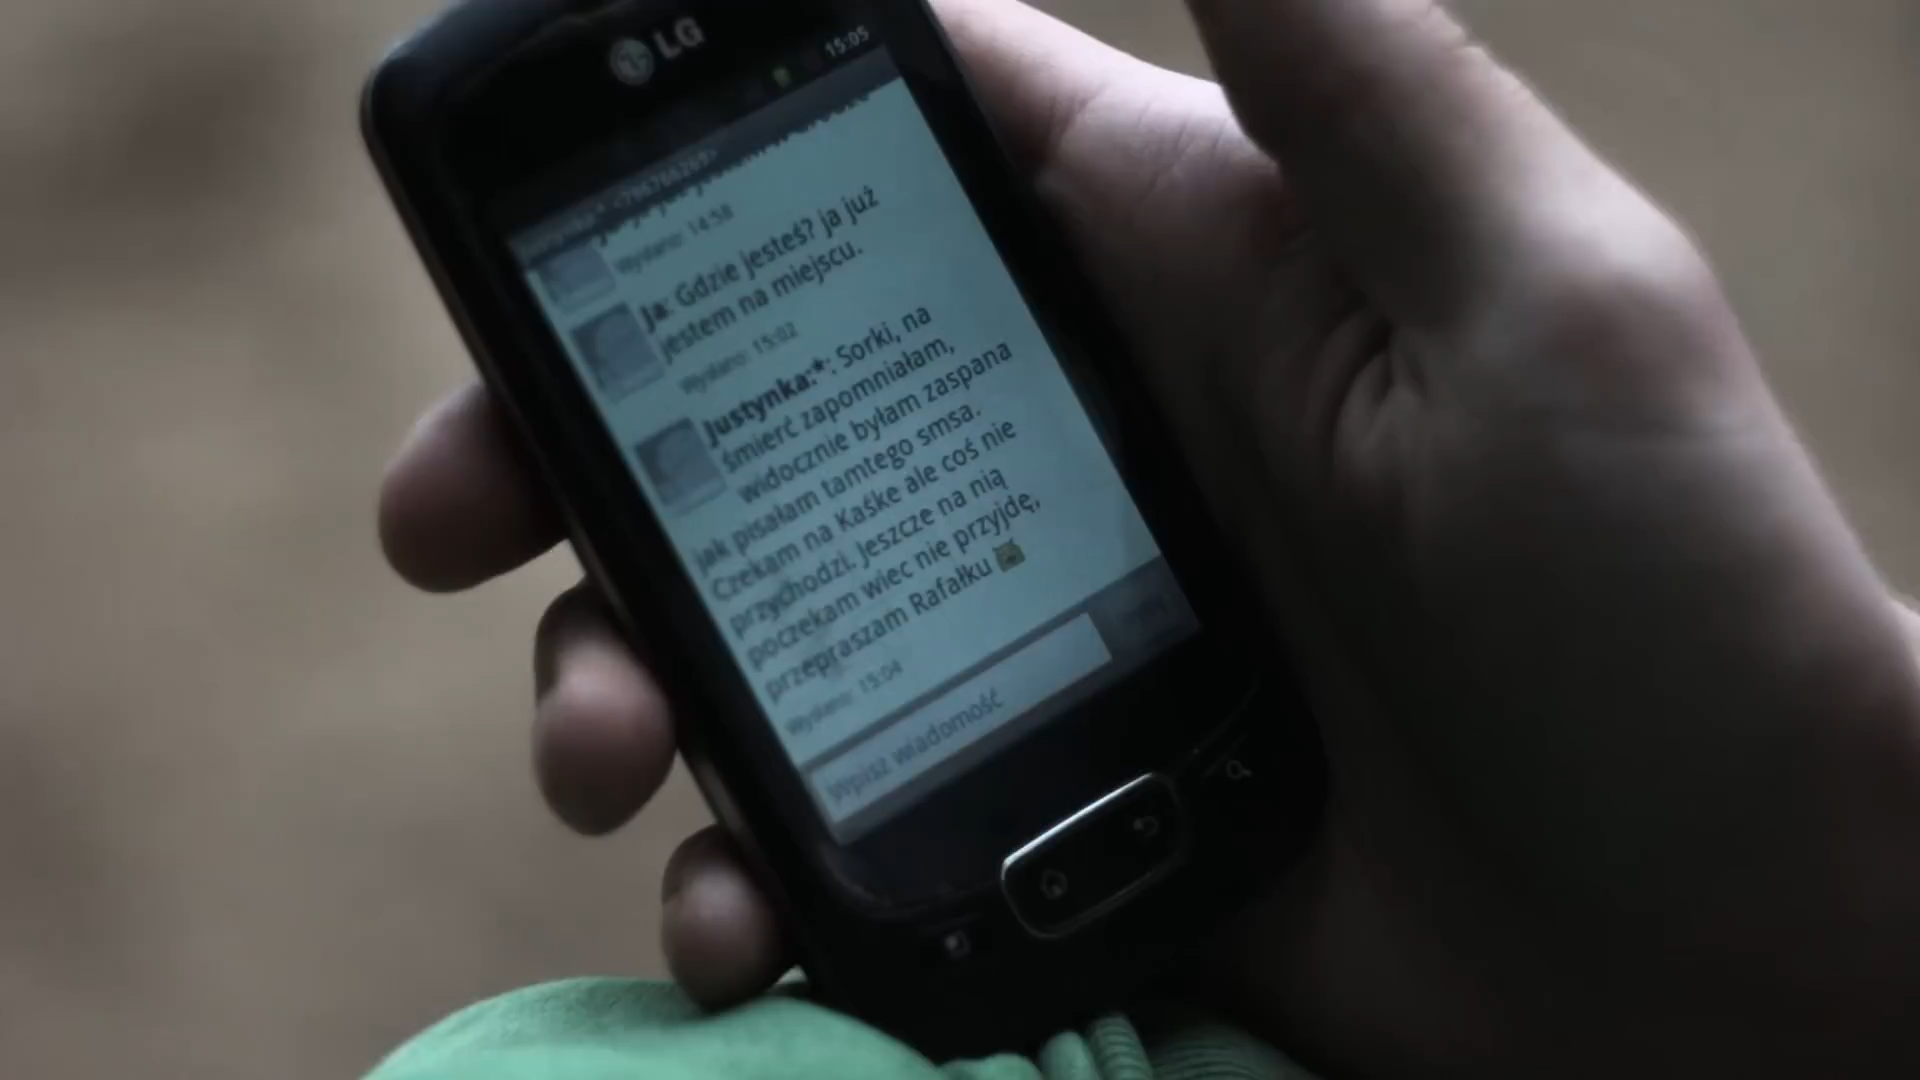 LG
15:05
Wysłano: 14:58
Ja: Gdzie jesteś? ja już
jestem na miejscu.
Wysłano: 15:02
Justynka:*: Sorki, na
śmierć zapomniałam,
widocznie byłam zaspana
jak pisałam tamtego smsa.
Czekam na Kaśke ale coś nie
przychodzi. Jeszcze na nią
poczekam wiec nie przyjdę,
przepraszam Rafałku
Wysłano: 15:04
Wpisz wiadomość